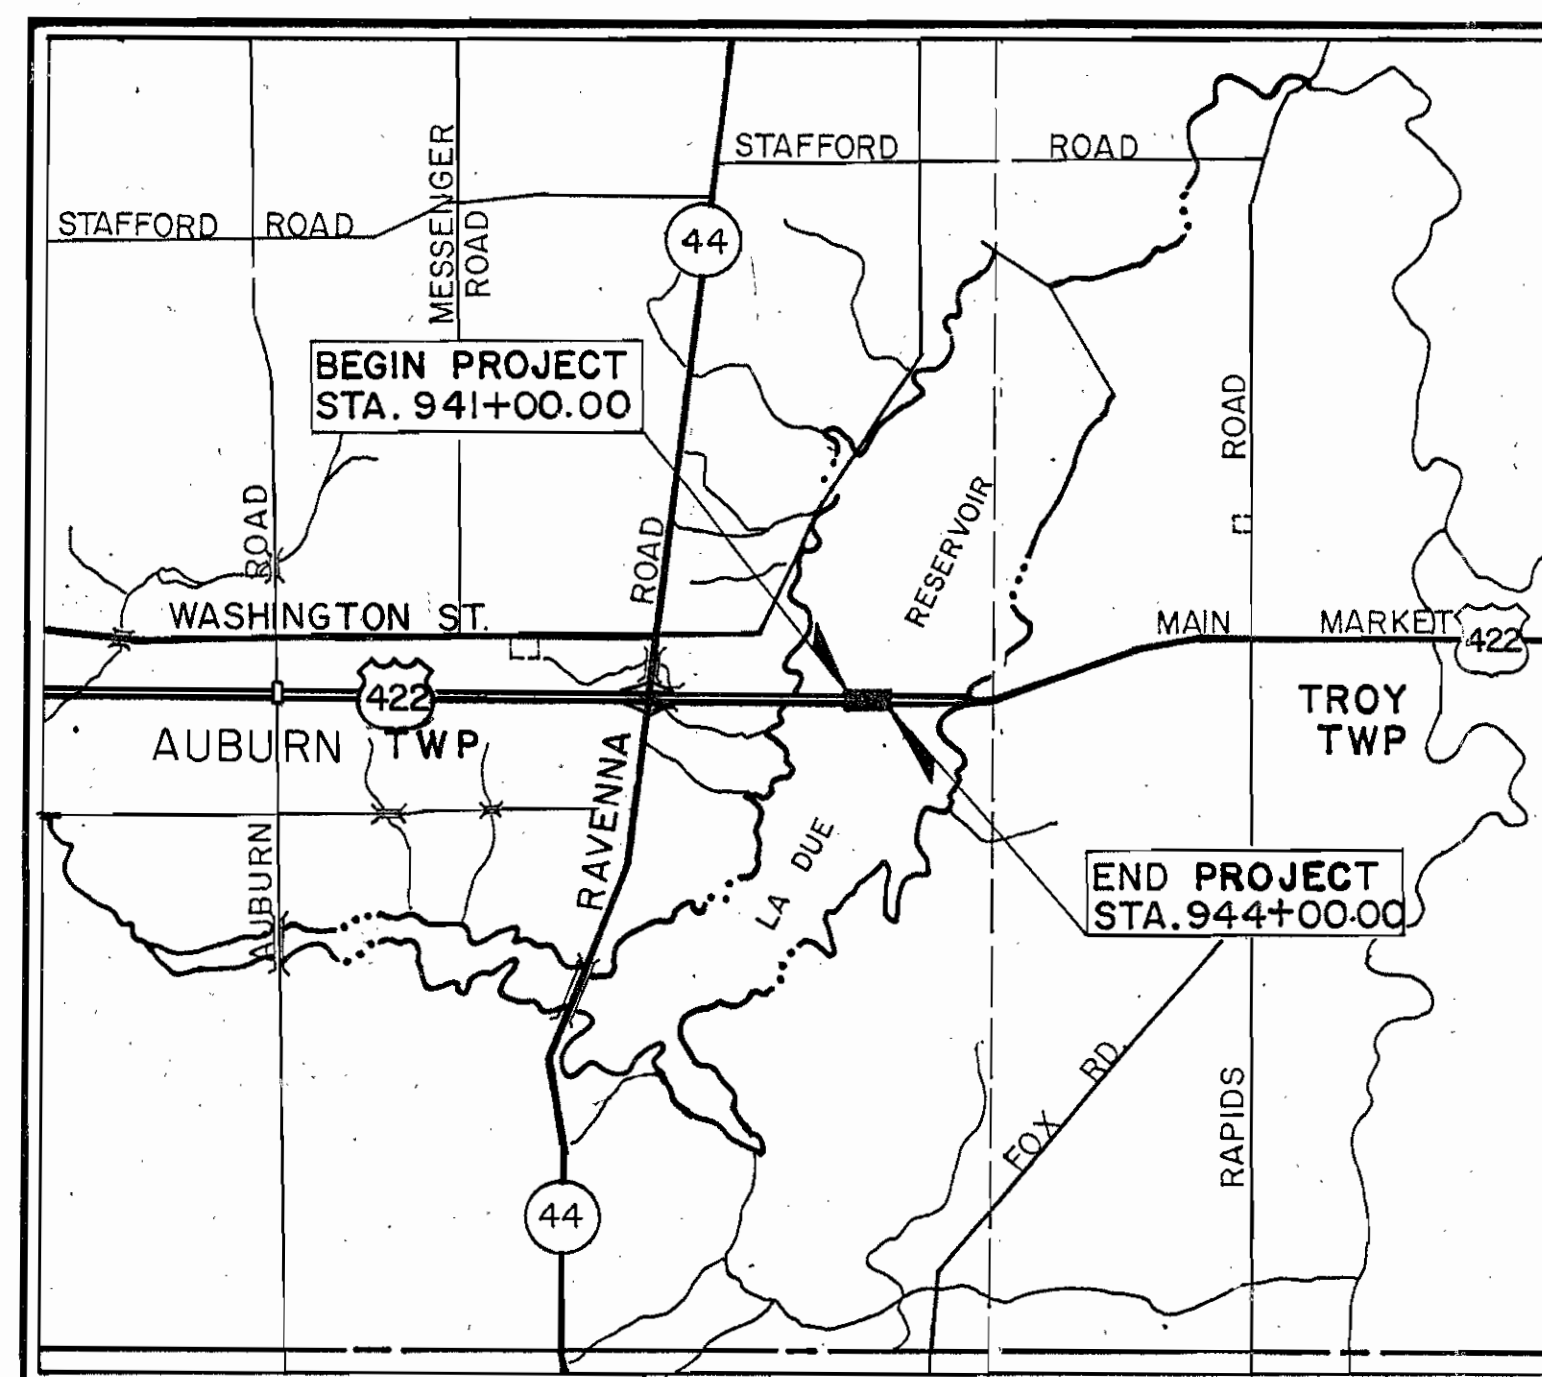 STAFFORD ROAD
STAFFORD ROAD
MESSENGER
ROAD
44
BEGIN PROJECT
STA. 941+00.00
ROAD
ROAD
ROAD
RESERVOIR
WASHINGTON ST.
MAIN MARKET
422
422
AUBURN TWP
TROY
TWP
RAVENNA
AUBURN
LA DUE
END PROJECT
STA. 944+00.00
FOX RD.
RAPIDS
44